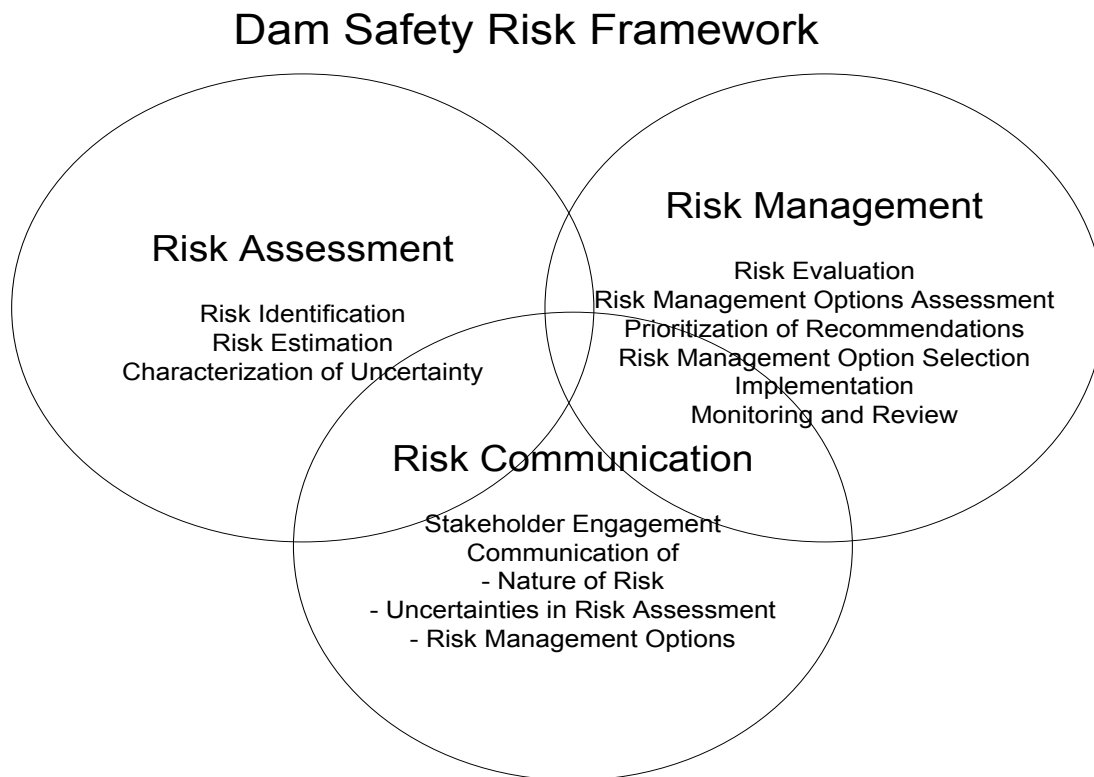 Dam Safety Risk Framework
Risk Assessment
Risk Identification
Risk Estimation
Characterization of Uncertainty
Risk Management
Risk Evaluation
Risk Management Options Assessment
Prioritization of Recommendations
Risk Management Option Selection
Implementation
Monitoring and Review
Risk Communication
Stakeholder Engagement
Communication of
- Nature of Risk
- Uncertainties in Risk Assessment
- Risk Management Options